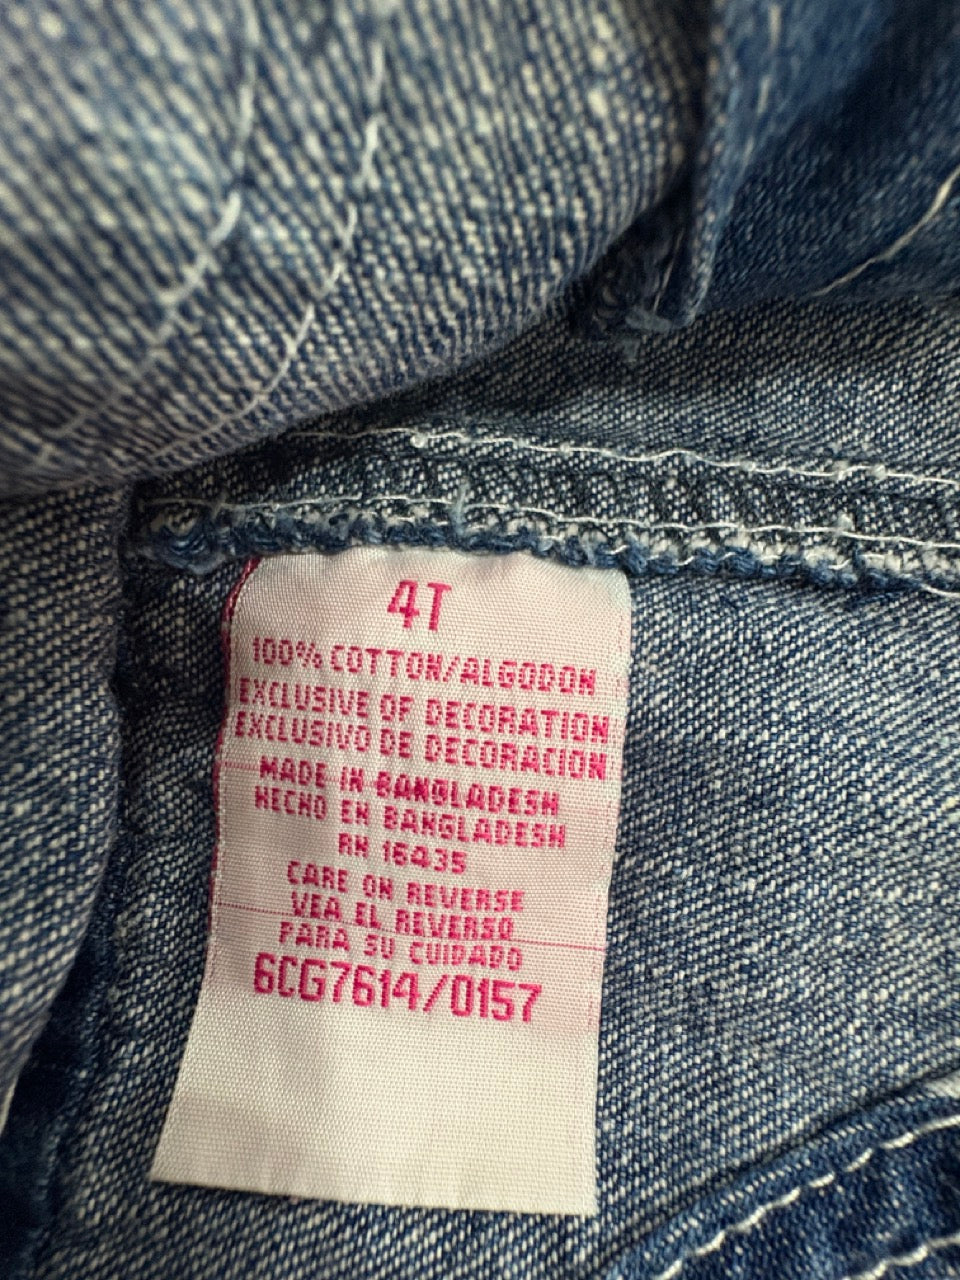 4T
100% COTTON/ALGODON
EXCLUSIVE OF DECORATION
EXCLUSIVO DE DECORACION
MADE IN BANGLADESH
HECHO EN BANGLADESH
RN 16435
CARE ON REVERSE
VEA EL REVERSO
PARA SU CUIDADO
6CG7614/0157